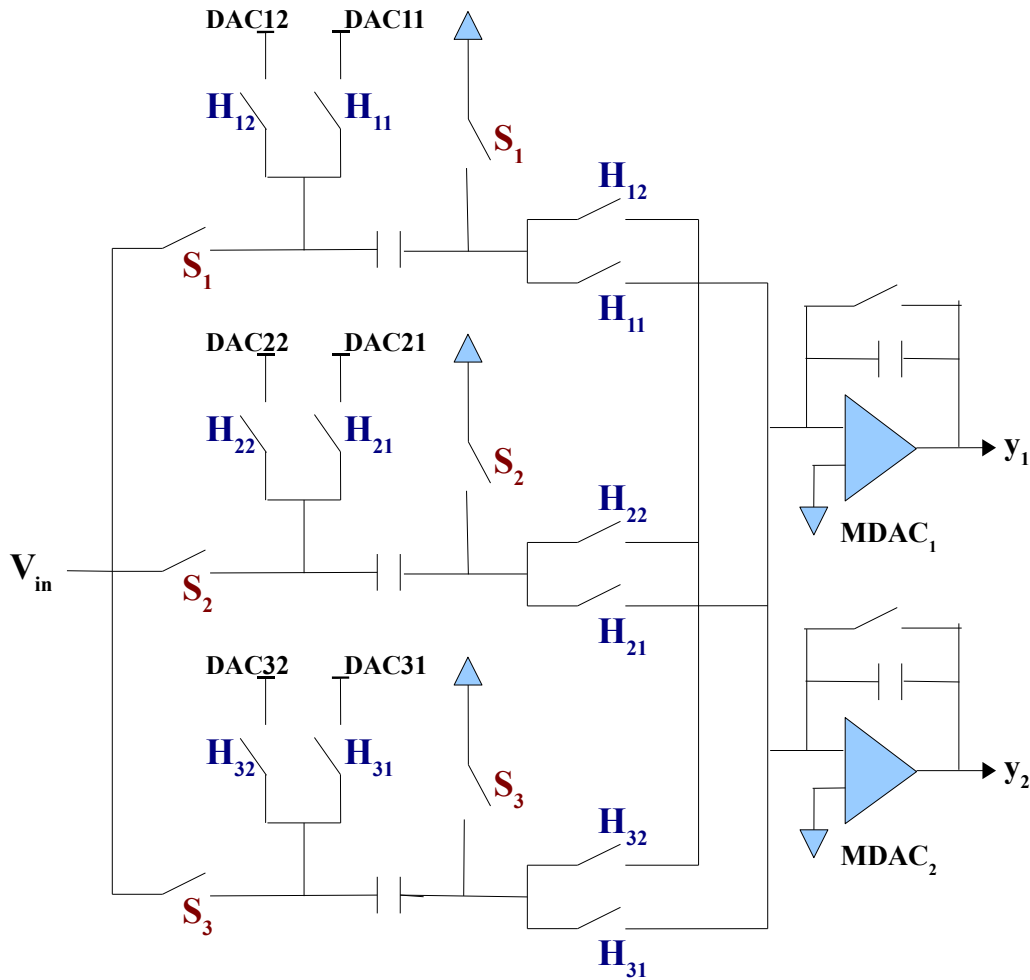 DAC12 DAC11
H12 H11
S1
H12
S1
H11
DAC22 DAC21
H22 H21
S2
y1
H22
MDAC1
Vin
S2
H21
DAC32 DAC31
H32 H31
S3
y2
H32
MDAC2
S3
H31